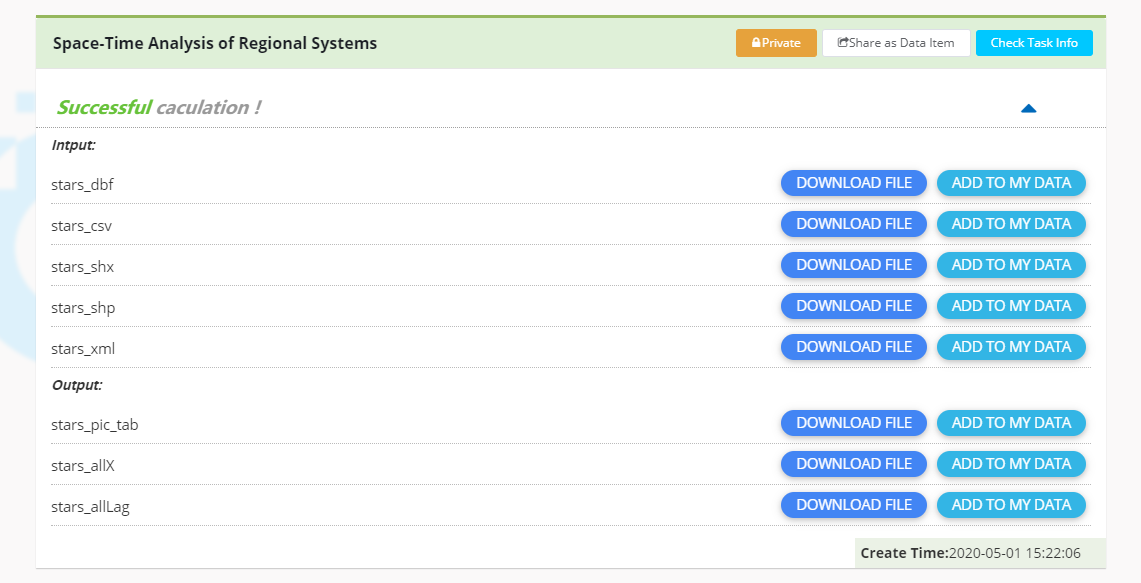 Space-Time Analysis of Regional Systems
Private
Share as Data Item
Check Task Info
Successful caculation !
Intput:
stars_dbf DOWNLOAD FILE ADD TO MY DATA
stars_csv DOWNLOAD FILE ADD TO MY DATA
stars_shx DOWNLOAD FILE ADD TO MY DATA
stars_shp DOWNLOAD FILE ADD TO MY DATA
stars_xml DOWNLOAD FILE ADD TO MY DATA
Output:
stars_pic_tab DOWNLOAD FILE ADD TO MY DATA
stars_allX DOWNLOAD FILE ADD TO MY DATA
stars_allLag DOWNLOAD FILE ADD TO MY DATA
Create Time:2020-05-01 15:22:06